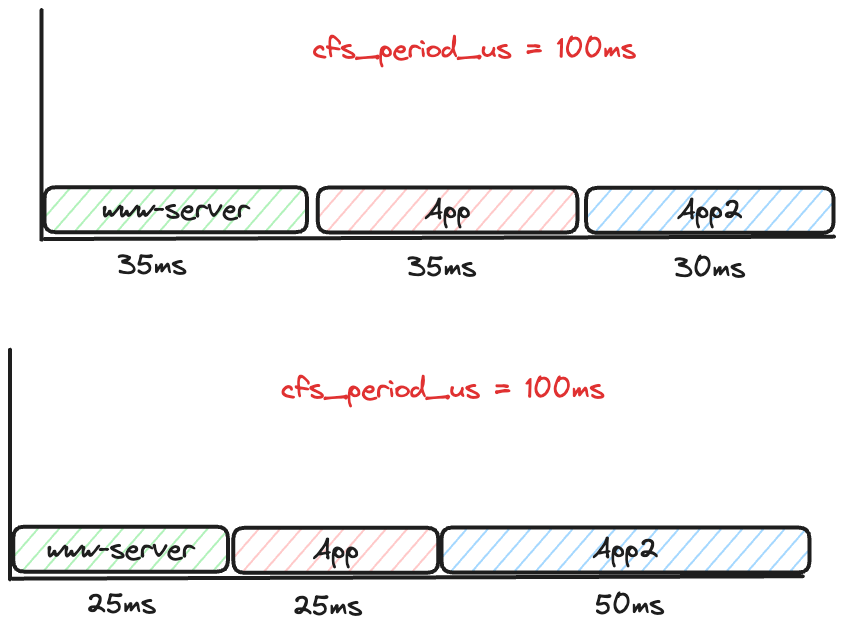 cfs_period_us = 100ms
www-server App App2
35ms 35ms 30ms
cfs_period_us = 100ms
www-server App App2
25ms 25ms 50ms